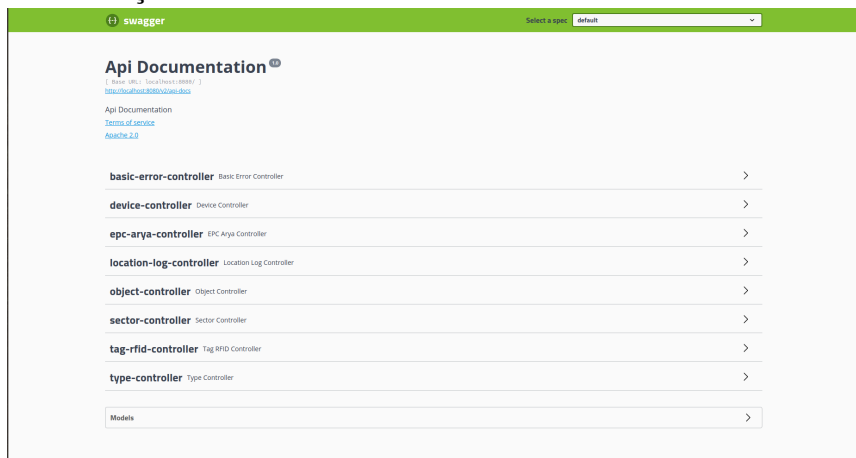 swagger
Select a spec default
Api Documentation 1.0
[ Base URL: localhost:8080/ ]
http://localhost:8080/v2/api-docs
Api Documentation
Terms of service
Apache 2.0
basic-error-controller Basic Error Controller
device-controller Device Controller
epc-arya-controller EPC Arya Controller
location-log-controller Location Log Controller
object-controller Object Controller
sector-controller Sector Controller
tag-rfid-controller Tag RFID Controller
type-controller Type Controller
Models